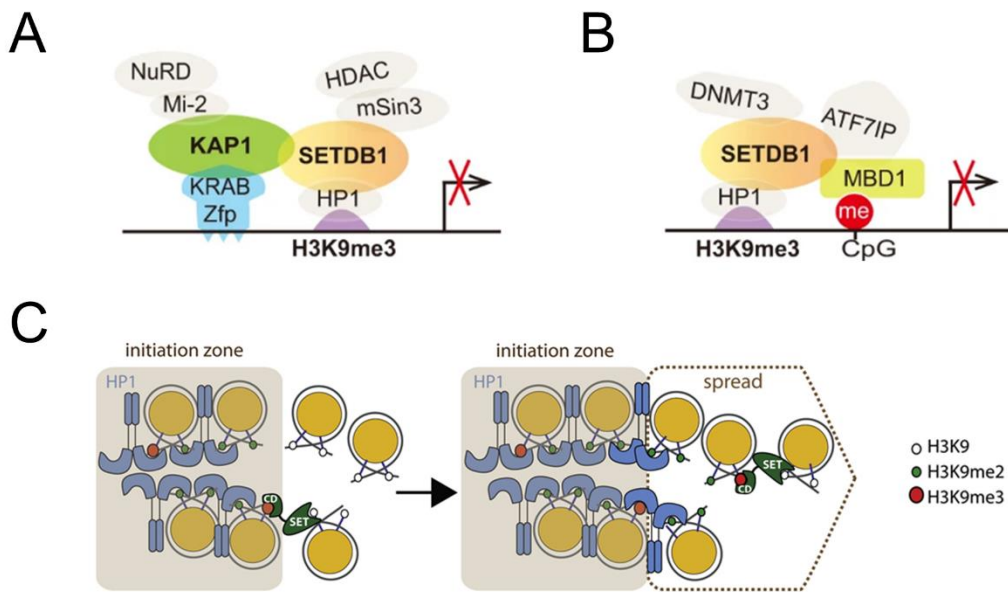 A
NuRD
Mi-2
KAP1
KRAB
Zfp
HDAC
mSin3
SETDB1
HP1
H3K9me3
B
DNMT3
ATF7IP
SETDB1
MBD1
HP1
me
H3K9me3
CpG
C
initiation zone
HP1
CD
SET
initiation zone
HP1
spread
SET
CD
H3K9
H3K9me2
H3K9me3